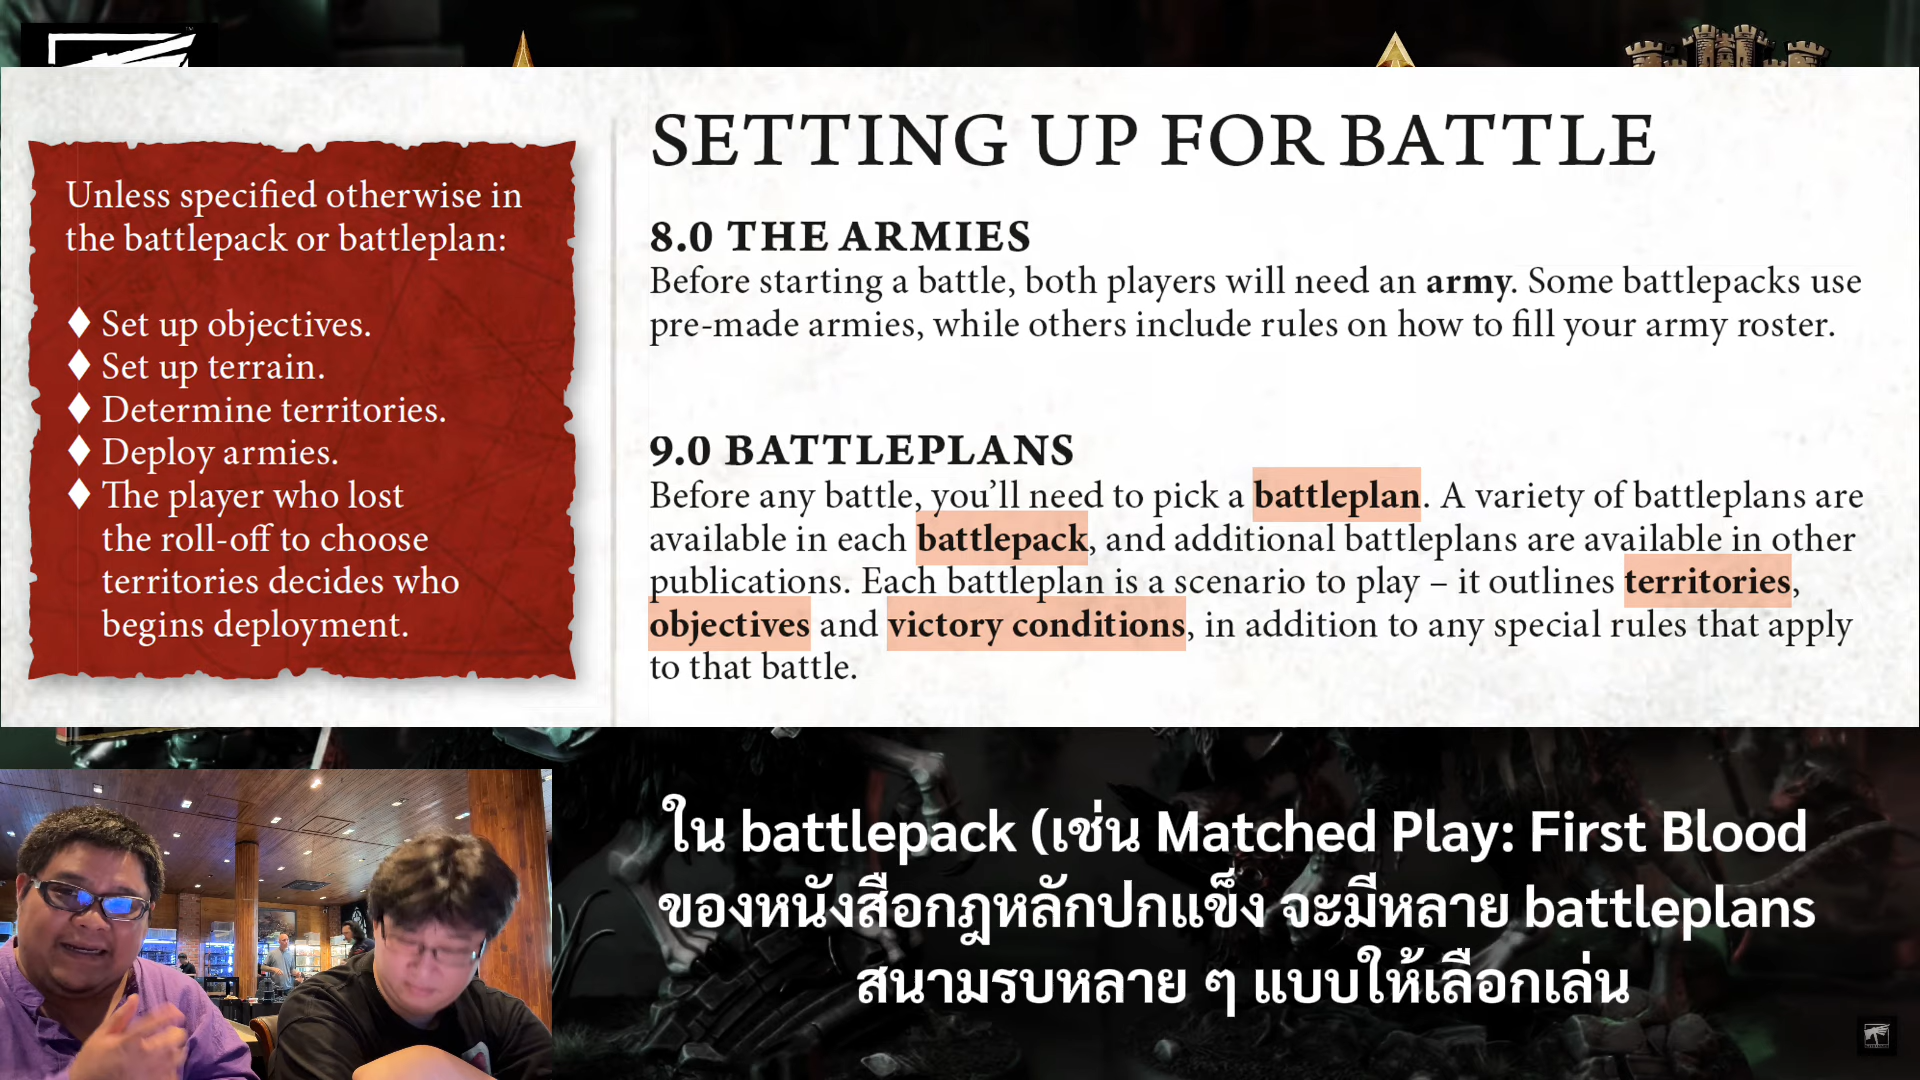 Unless specified otherwise in
the battlepack or battleplan:
♦ Set up objectives.
♦ Set up terrain.
♦ Determine territories.
♦ Deploy armies.
♦ The player who lost
the roll-off to choose
territories decides who
begins deployment.
SETTING UP FOR BATTLE
8.0 THE ARMIES
Before starting a battle, both players will need an army. Some battlepacks use
pre-made armies, while others include rules on how to fill your army roster.
9.0 BATTLEPLANS
Before any battle, you’ll need to pick a battleplan. A variety of battleplans are
available in each battlepack, and additional battleplans are available in other
publications. Each battleplan is a scenario to play – it outlines territories,
objectives and victory conditions, in addition to any special rules that apply
to that battle.
ใน battlepack (เช่น Matched Play: First Blood
ของหนังสือกฎหลักปกแข็ง จะมีหลาย battleplans
สนามรบหลาย ๆ แบบให้เลือกเล่น